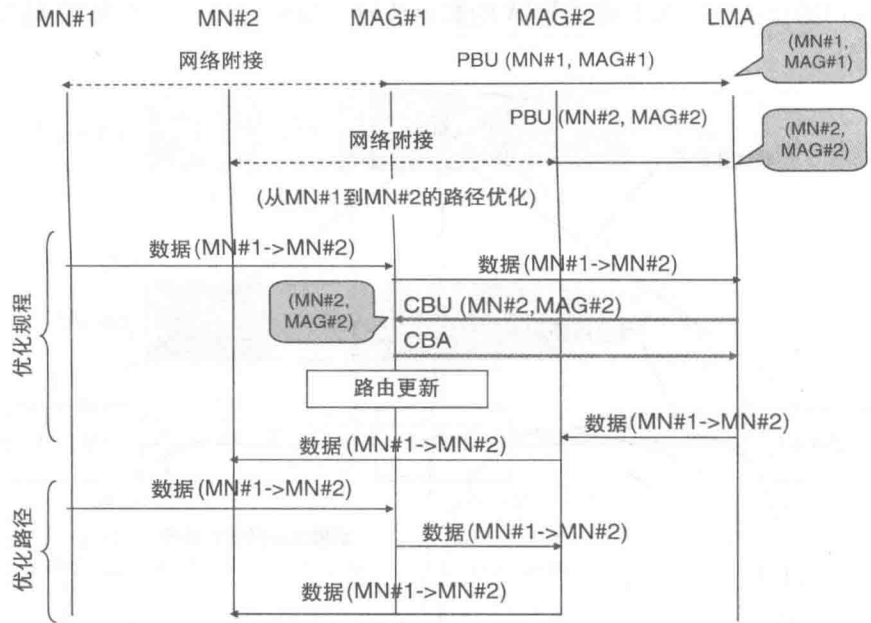 MN#1 MN#2 MAG#1 MAG#2 LMA
网络附接
PBU (MN#1, MAG#1)
(MN#1,
MAG#1)
PBU (MN#2, MAG#2)
网络附接
(MN#2,
MAG#2)
(从MN#1到MN#2的路径优化)
优化规程
数据(MN#1->MN#2)
数据(MN#1->MN#2)
(MN#2,
MAG#2)
CBU (MN#2,MAG#2)
CBA
路由更新
数据(MN#1->MN#2)
数据(MN#1->MN#2)
优化路径
数据(MN#1->MN#2)
数据(MN#1->MN#2)
数据(MN#1->MN#2)